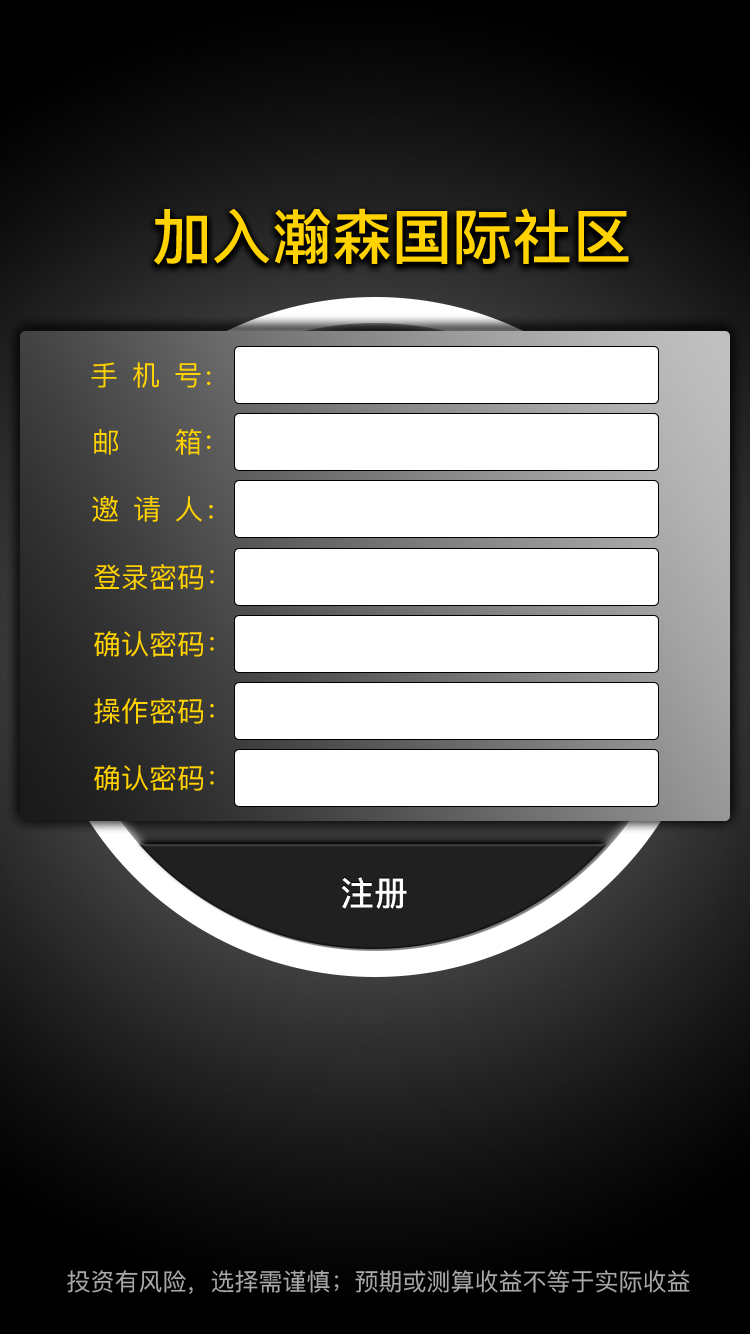 加入瀚森国际社区
手 机 号：
邮 箱：
邀 请 人：
登录密码：
确认密码：
操作密码：
确认密码：
注册
投资有风险，选择需谨慎；预期或测算收益不等于实际收益